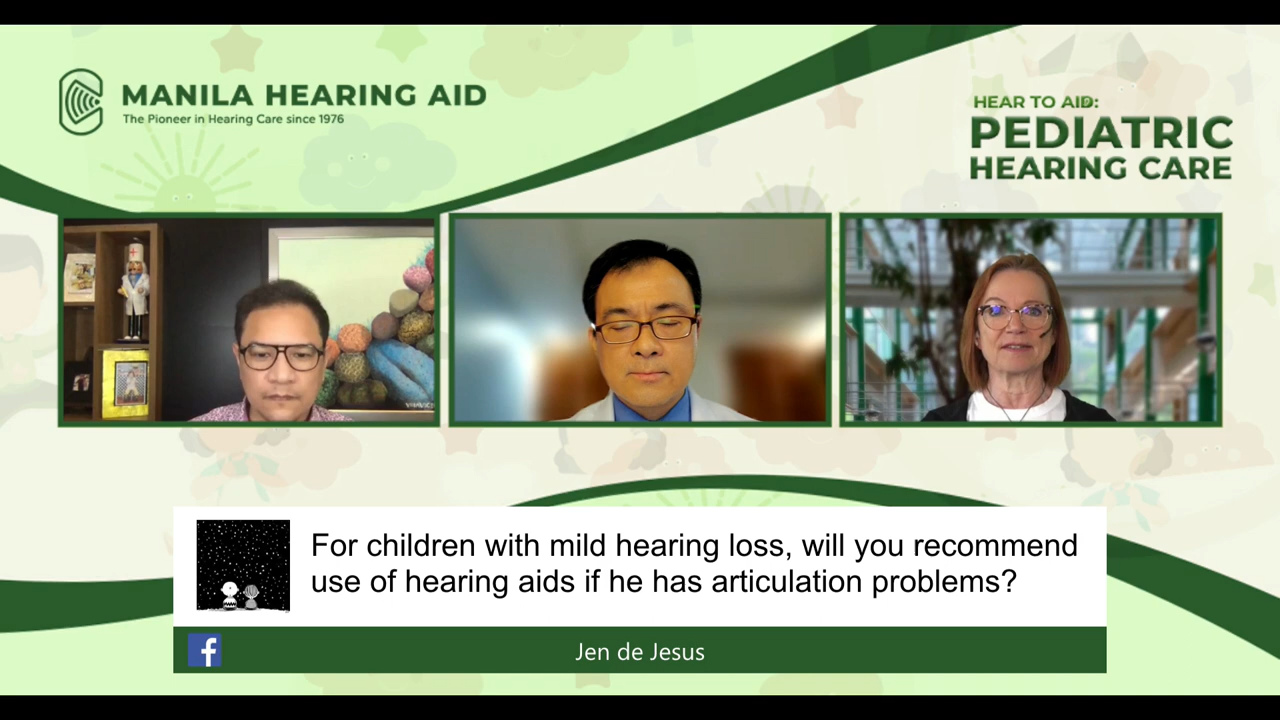 MANILA HEARING AID
The Pioneer in Hearing Care since 1976
HEAR TO AID:
PEDIATRIC
HEARING CARE
For children with mild hearing loss, will you recommend
use of hearing aids if he has articulation problems?
Jen de Jesus